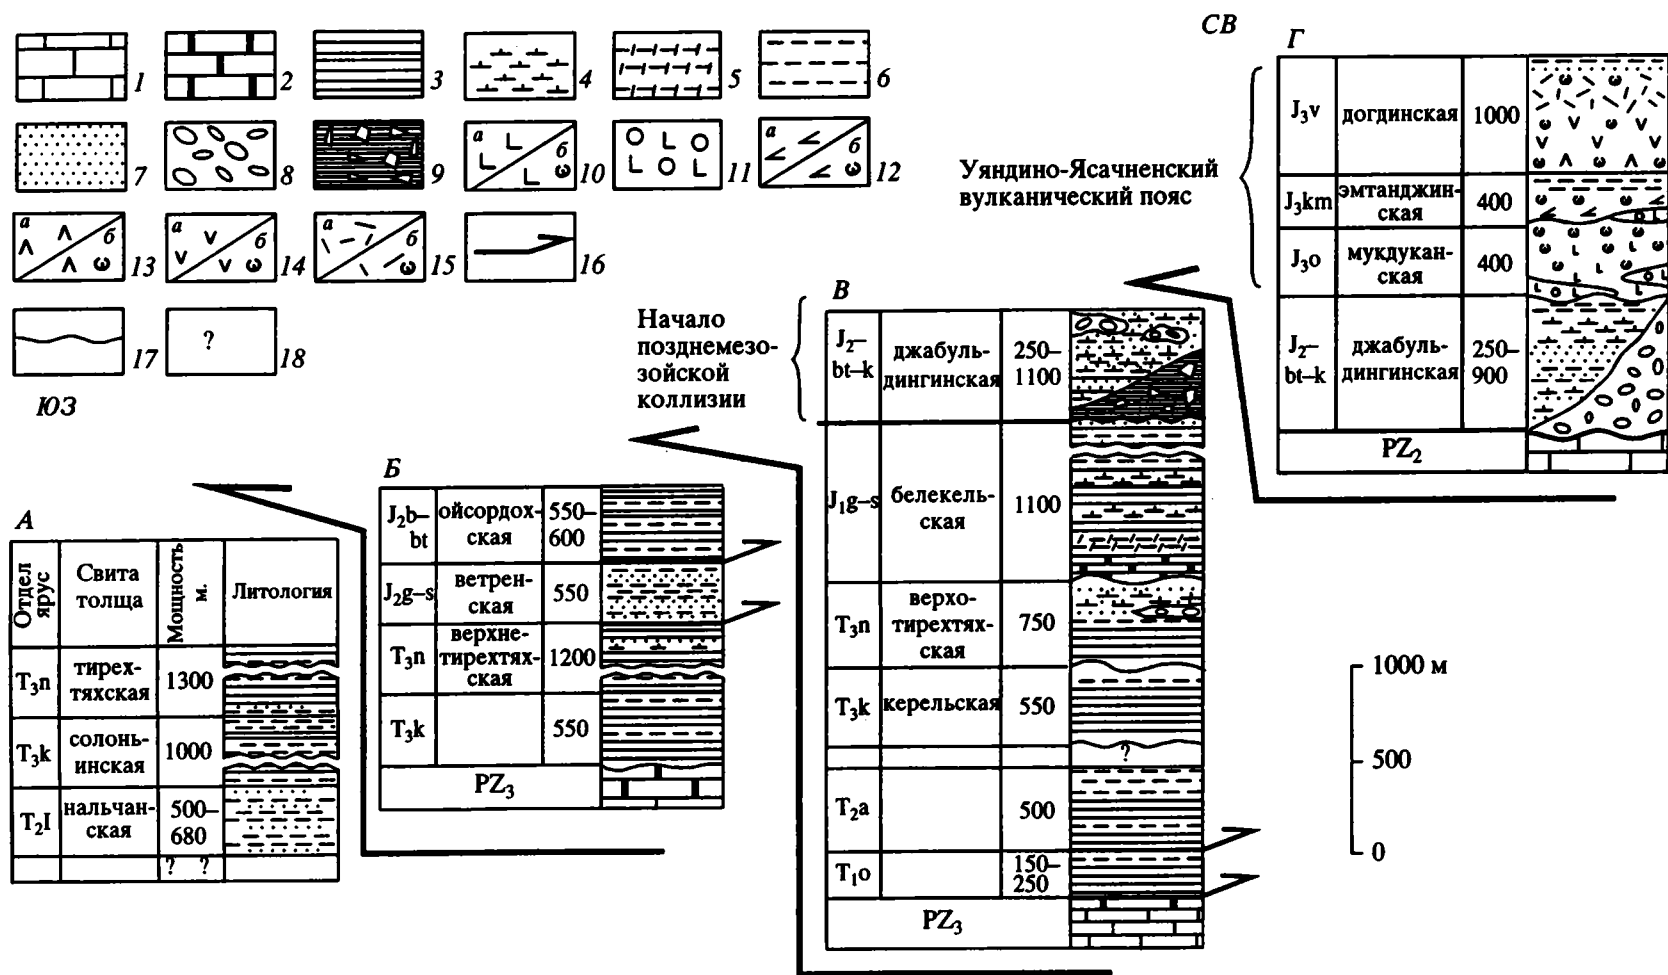 1
2
3
4
5
6
7
8
9
а
б
10
11
а
б
12
а
б
13
а
б
14
а
б
15
16
17
?
18
ЮЗ
СВ
А
Отдел
ярус
Свита
толща
Мощность
м.
Литология
T₃n
тирех-
тяхская
1300
T₃k
солонь-
инская
1000
T₂l
нальчан-
ская
500–
680
? ?
Б
J₂b–
bt
ойсордох-
ская
550–
600
J₂g–s
ветрен-
ская
550
T₃n
верхне-
тирехтях-
ская
1200
T₃k
550
PZ₃
Начало
позднемезо-
зойской
коллизии
В
J₂–
bt–k
джабуль-
дингинская
250–
1100
J₁g–s
белекель-
ская
1100
T₃n
верхо-
тирехтях-
ская
750
T₃k
керельская
550
?
T₂a
500
T₁o
150–
250
PZ₃
Уяндино-Ясачненский
вулканический пояс
Г
J₃v
догдинская
1000
J₃km
эмтанджин-
ская
400
J₃o
мукдукан-
ская
400
J₂–
bt–k
джабуль-
дингинская
250–
900
PZ₂
1000 м
500
0